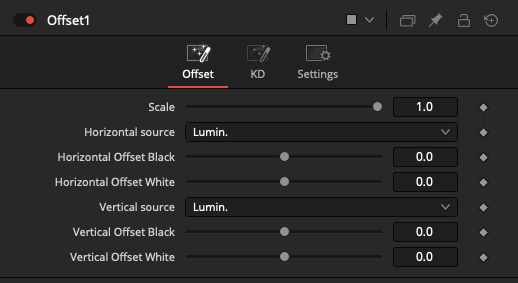 Offset1
Offset KD Settings
Scale 1.0
Horizontal source Lumin.
Horizontal Offset Black 0.0
Horizontal Offset White 0.0
Vertical source Lumin.
Vertical Offset Black 0.0
Vertical Offset White 0.0